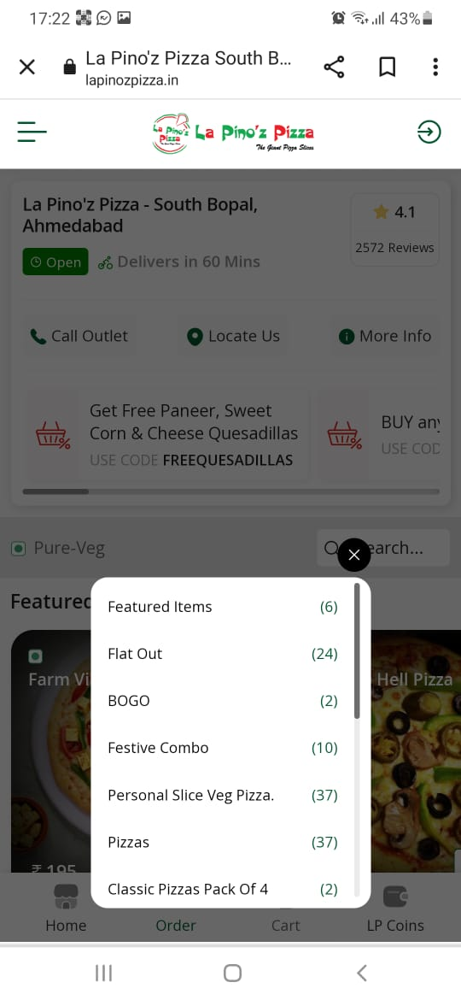 17:22
43%
La Pino'z Pizza South B...
lapinozpizza.in
La Pino'z Pizza
La Pino'z Pizza
The Giant Pizza Slices
La Pino'z Pizza - South Bopal,
Ahmedabad
4.1
2572 Reviews
Open
Delivers in 60 Mins
Call Outlet
Locate Us
More Info
Get Free Paneer, Sweet
Corn & Cheese Quesadillas
USE CODE FREEQUESADILLAS
BUY any
USE COD
Pure-Veg
earch...
Featured
Farm Vi
Hell Pizza
₹ 195
Featured Items (6)
Flat Out (24)
BOGO (2)
Festive Combo (10)
Personal Slice Veg Pizza. (37)
Pizzas (37)
Classic Pizzas Pack Of 4 (2)
Home
Order
Cart
LP Coins